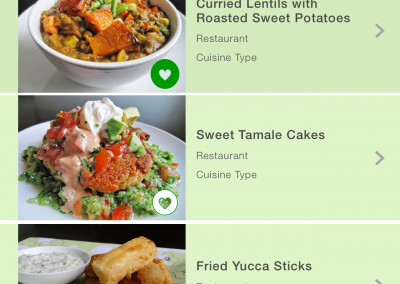 Curried Lentils with
Roasted Sweet Potatoes
Restaurant
Cuisine Type
Sweet Tamale Cakes
Restaurant
Cuisine Type
Fried Yucca Sticks